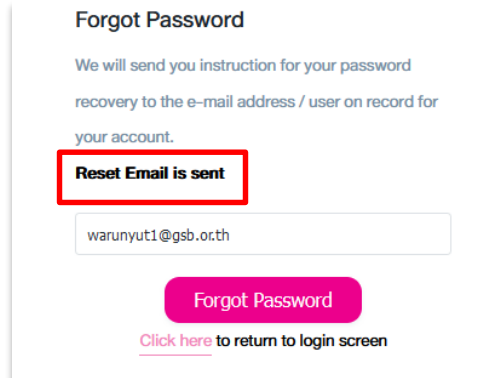 Forgot Password
We will send you instruction for your password
recovery to the e-mail address / user on record for
your account.
Reset Email is sent
warunyut1@gsb.or.th
Forgot Password
Click here to return to login screen